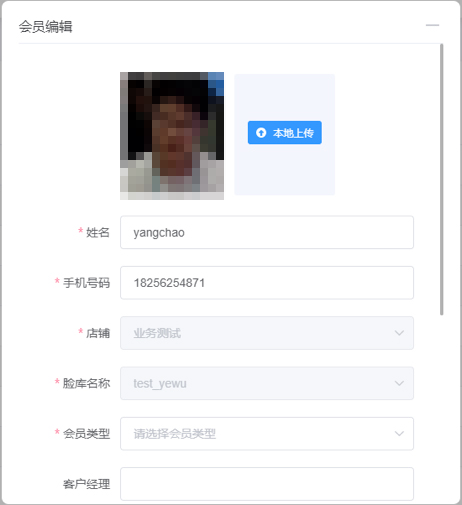 会员编辑
本地上传
* 姓名 yangchao
* 手机号码 18256254871
* 店铺 业务测试
* 脸库名称 test_yewu
* 会员类型 请选择会员类型
客户经理